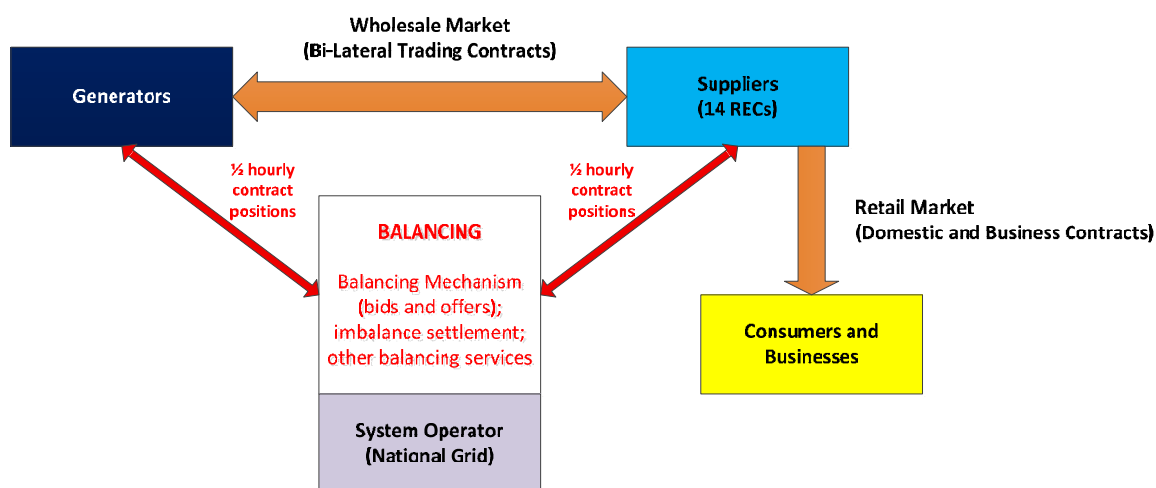 Wholesale Market
(Bi-Lateral Trading Contracts)
Generators
Suppliers
(14 RECs)
½ hourly
contract
positions
½ hourly
contract
positions
BALANCING
Balancing Mechanism
(bids and offers);
imbalance settlement;
other balancing services
System Operator
(National Grid)
Retail Market
(Domestic and Business Contracts)
Consumers and
Businesses